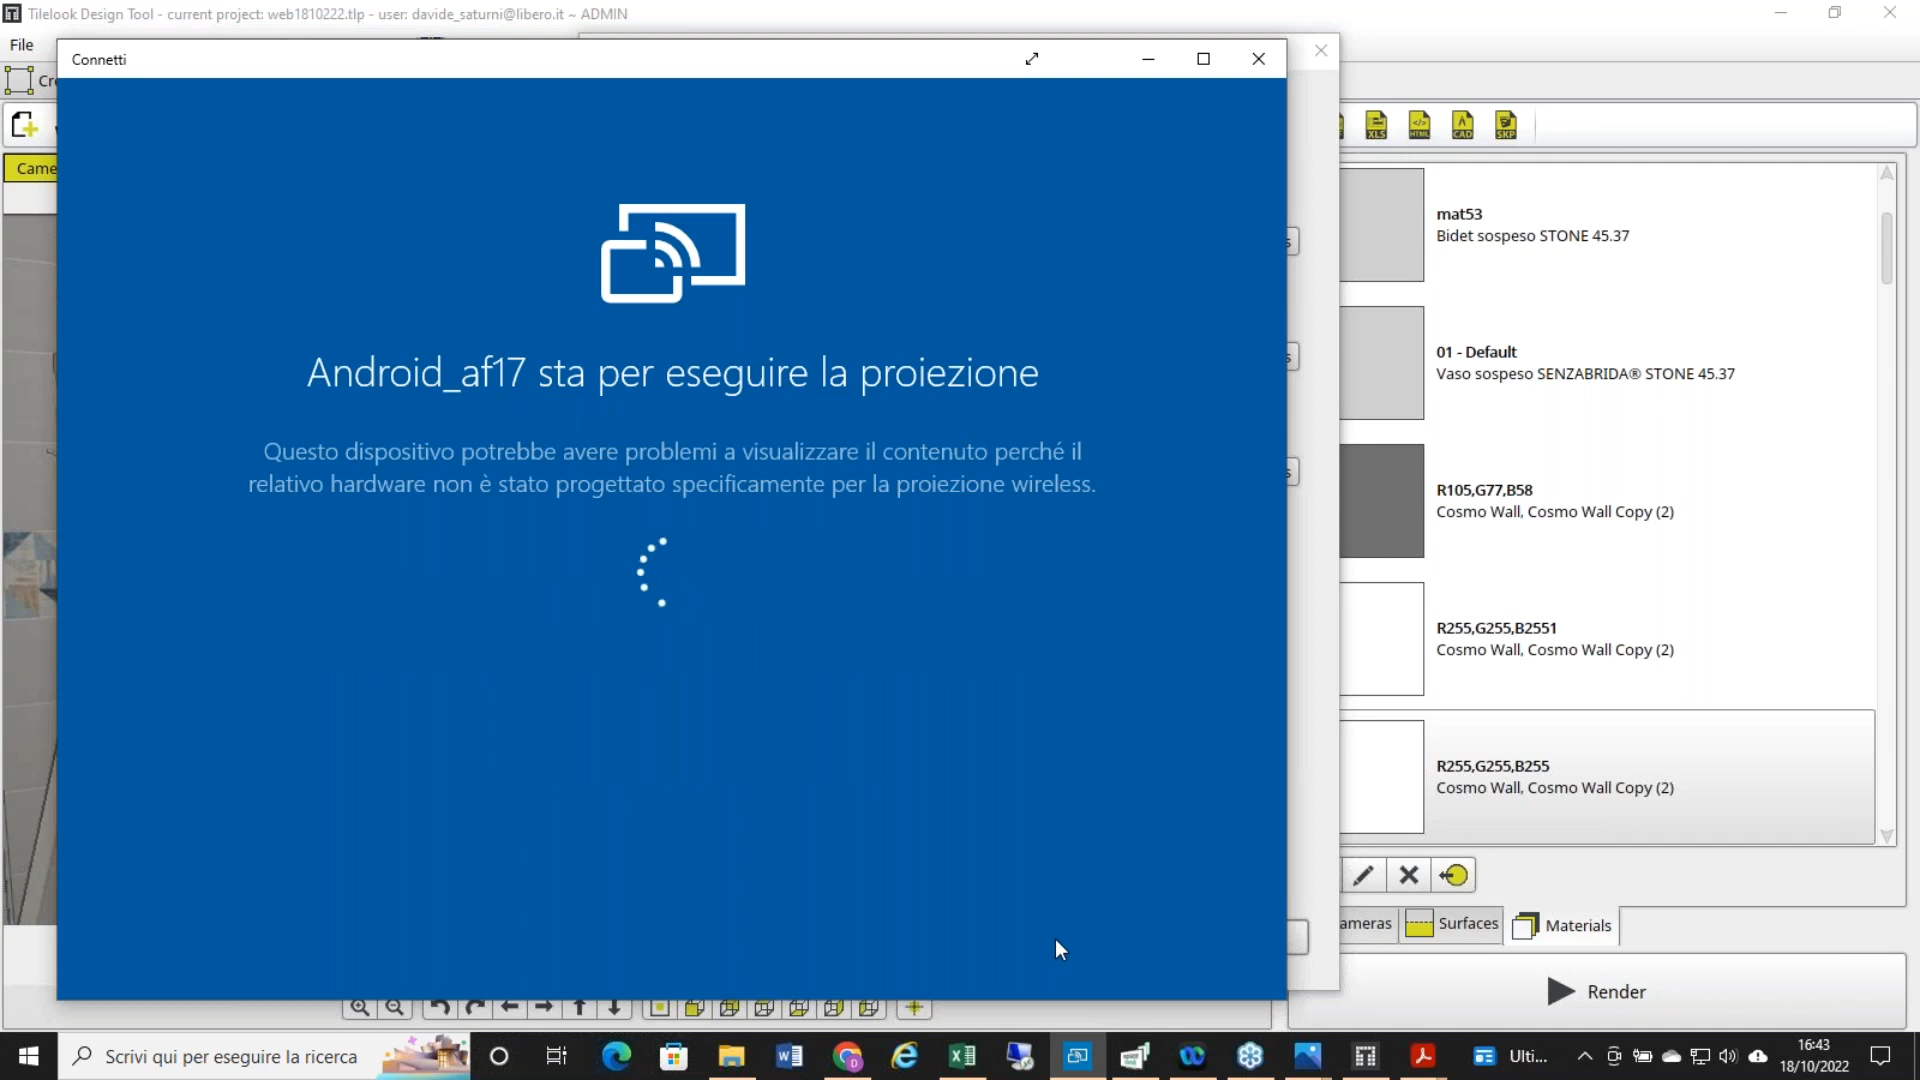 Tilelook Design Tool - current project: web1810222.tlp - user: davide_saturni@libero.it ~ ADMIN
File
Connetti
Came
XLS
HTML
CAD
SKP
mat53
Bidet sospeso STONE 45.37
Android_af17 sta per eseguire la proiezione
01 - Default
Vaso sospeso SENZABRIDA® STONE 45.37
Questo dispositivo potrebbe avere problemi a visualizzare il contenuto perché il
relativo hardware non è stato progettato specificamente per la proiezione wireless.
R105,G77,B58
Cosmo Wall, Cosmo Wall Copy (2)
R255,G255,B2551
Cosmo Wall, Cosmo Wall Copy (2)
R255,G255,B255
Cosmo Wall, Cosmo Wall Copy (2)
ameras
Surfaces
Materials
Render
Scrivi qui per eseguire la ricerca
Ulti...
16:43
18/10/2022